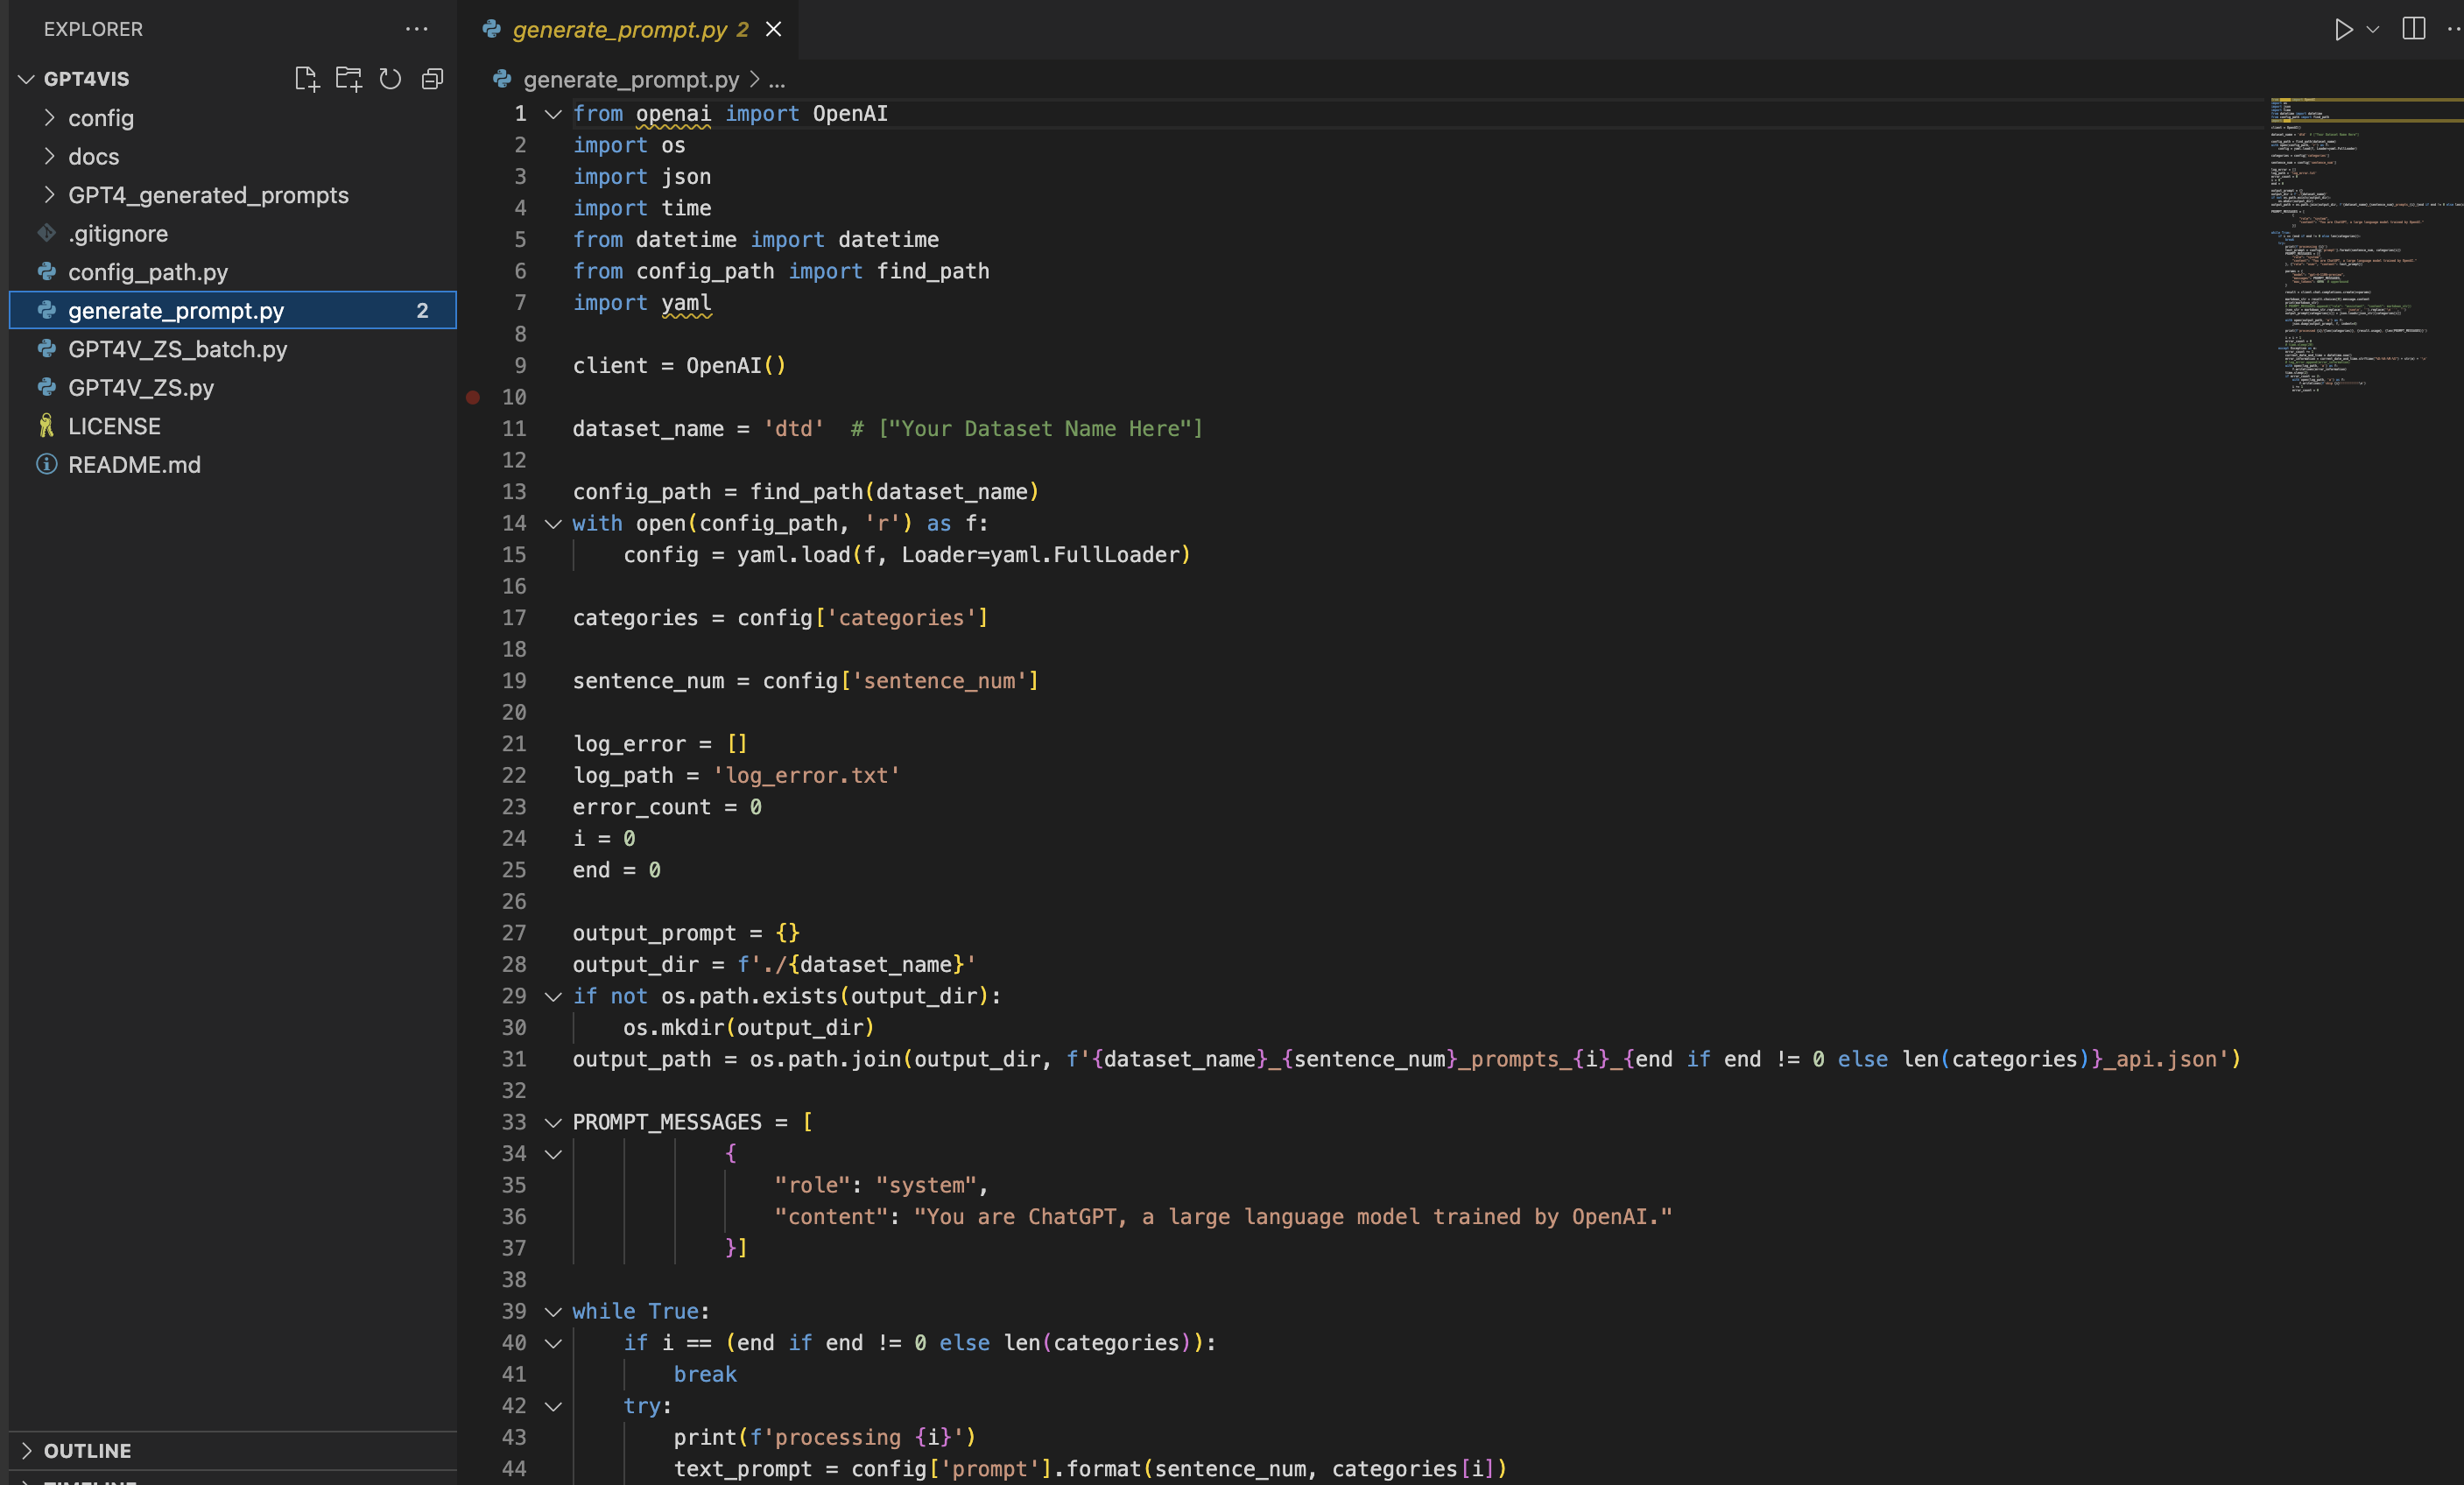 EXPLORER
GPT4VIS
config
docs
GPT4_generated_prompts
.gitignore
config_path.py
generate_prompt.py 2
GPT4V_ZS_batch.py
GPT4V_ZS.py
LICENSE
README.md
OUTLINE
generate_prompt.py 2
generate_prompt.py > ...
1 from openai import OpenAI
2 import os
3 import json
4 import time
5 from datetime import datetime
6 from config_path import find_path
7 import yaml
8
9 client = OpenAI()
10
11 dataset_name = 'dtd'  # ["Your Dataset Name Here"]
12
13 config_path = find_path(dataset_name)
14 with open(config_path, 'r') as f:
15     config = yaml.load(f, Loader=yaml.FullLoader)
16
17 categories = config['categories']
18
19 sentence_num = config['sentence_num']
20
21 log_error = []
22 log_path = 'log_error.txt'
23 error_count = 0
24 i = 0
25 end = 0
26
27 output_prompt = {}
28 output_dir = f'./{dataset_name}'
29 if not os.path.exists(output_dir):
30     os.mkdir(output_dir)
31 output_path = os.path.join(output_dir, f'{dataset_name}_{sentence_num}_prompts_{i}_{end if end != 0 else len(categories)}_api.json')
32
33 PROMPT_MESSAGES = [
34             {
35                 "role": "system",
36                 "content": "You are ChatGPT, a large language model trained by OpenAI."
37             }]
38
39 while True:
40     if i == (end if end != 0 else len(categories)):
41         break
42     try:
43         print(f'processing {i}')
44         text_prompt = config['prompt'].format(sentence_num, categories[i])